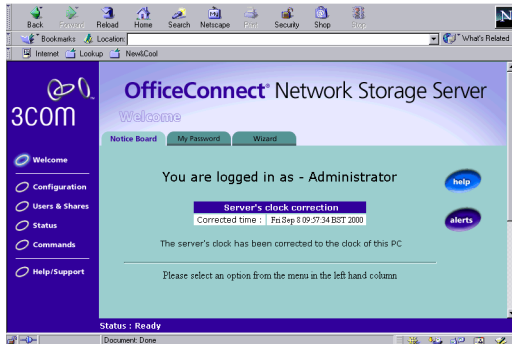 Back Forward Reload Home Search Netscape Print Security Shop Stop
N
Bookmarks Location: What's Related
Internet Lookup New&Cool
3COM
OfficeConnect® Network Storage Server
Welcome
Notice Board My Password Wizard
Welcome
Configuration
Users & Shares
Status
Commands
Help/Support
You are logged in as - Administrator
help
Server's clock correction
Corrected time : Fri Sep 8 09:57:34 BST 2000
alerts
The server's clock has been corrected to the clock of this PC
Please select an option from the menu in the left hand column
Status : Ready
Document: Done